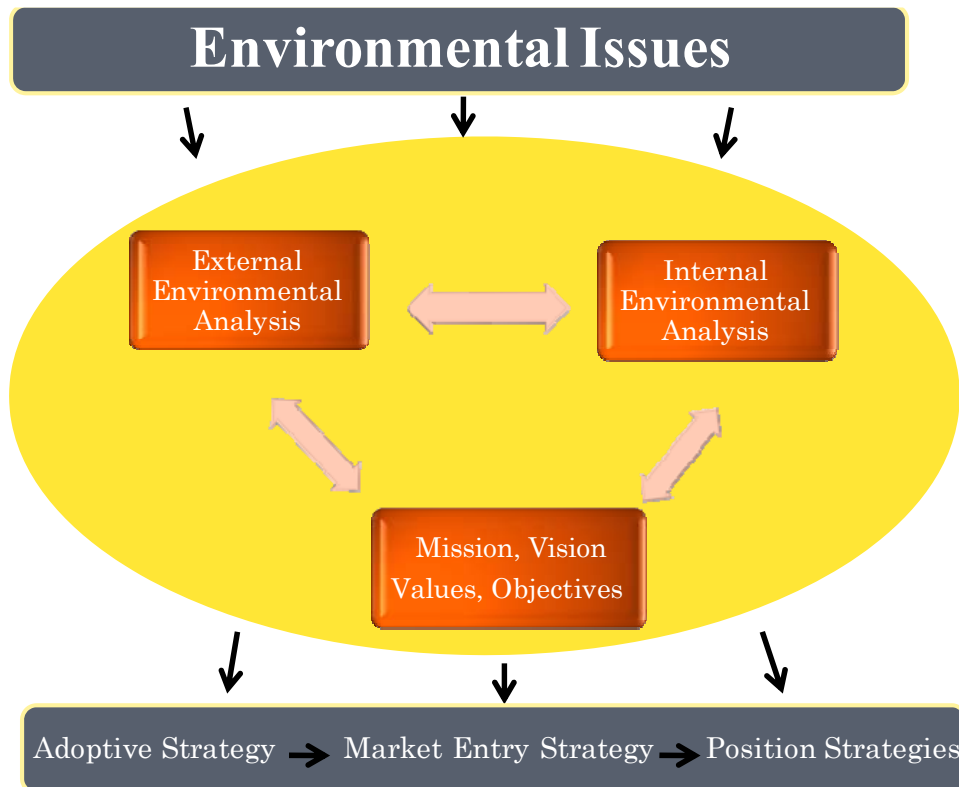 Environmental Issues
External
Environmental
Analysis
Internal
Environmental
Analysis
Mission, Vision
Values, Objectives
Adoptive Strategy
Market Entry Strategy
Position Strategies